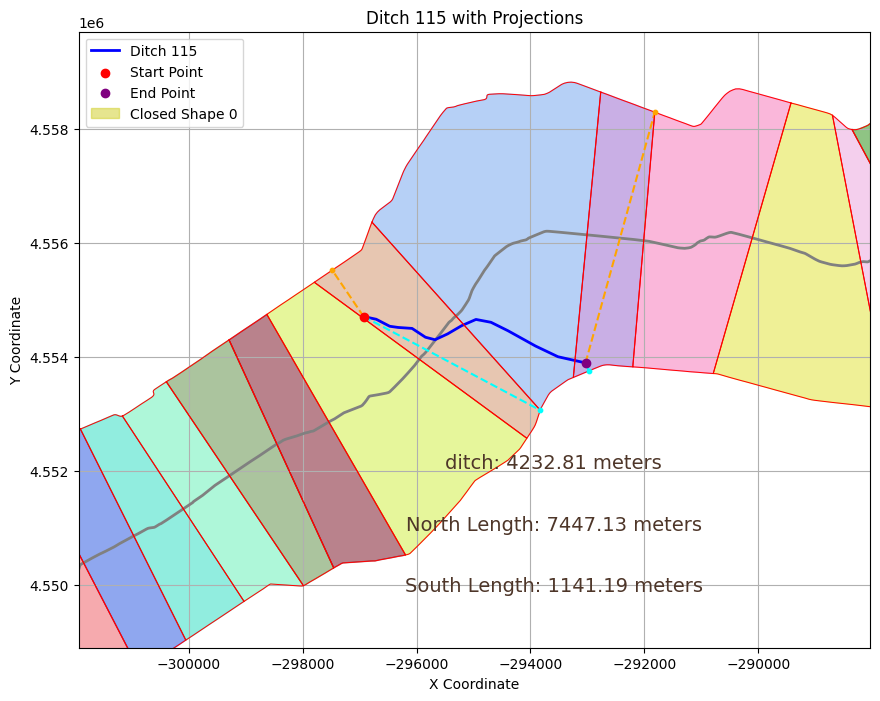 Ditch 115 with Projections
1e6
Ditch 115
Start Point
End Point
Closed Shape 0
4.558
4.556
4.554
4.552
4.550
Y Coordinate
ditch: 4232.81 meters
North Length: 7447.13 meters
South Length: 1141.19 meters
−300000 −298000 −296000 −294000 −292000 −290000
X Coordinate